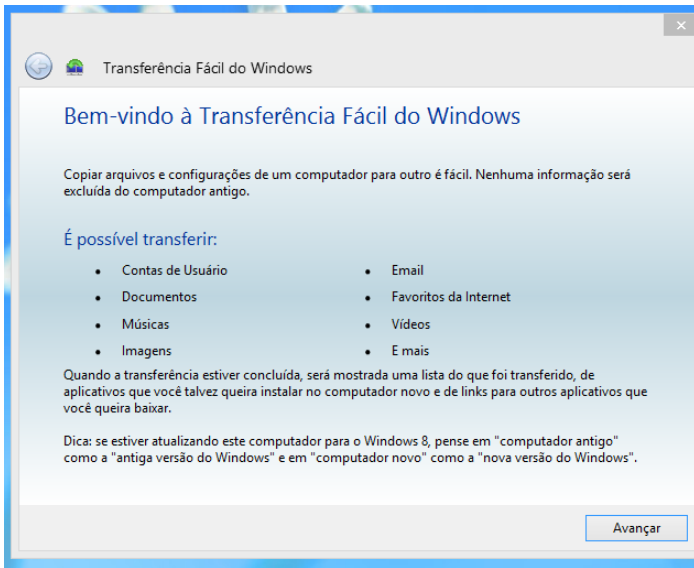 Transferência Fácil do Windows
Bem-vindo à Transferência Fácil do Windows
Copiar arquivos e configurações de um computador para outro é fácil. Nenhuma informação será
excluída do computador antigo.
É possível transferir:
• Contas de Usuário
• Documentos
• Músicas
• Imagens
• Email
• Favoritos da Internet
• Vídeos
• E mais
Quando a transferência estiver concluída, será mostrada uma lista do que foi transferido, de
aplicativos que você talvez queira instalar no computador novo e de links para outros aplicativos que
você queira baixar.
Dica: se estiver atualizando este computador para o Windows 8, pense em "computador antigo"
como a "antiga versão do Windows" e em "computador novo" como a "nova versão do Windows".
Avançar